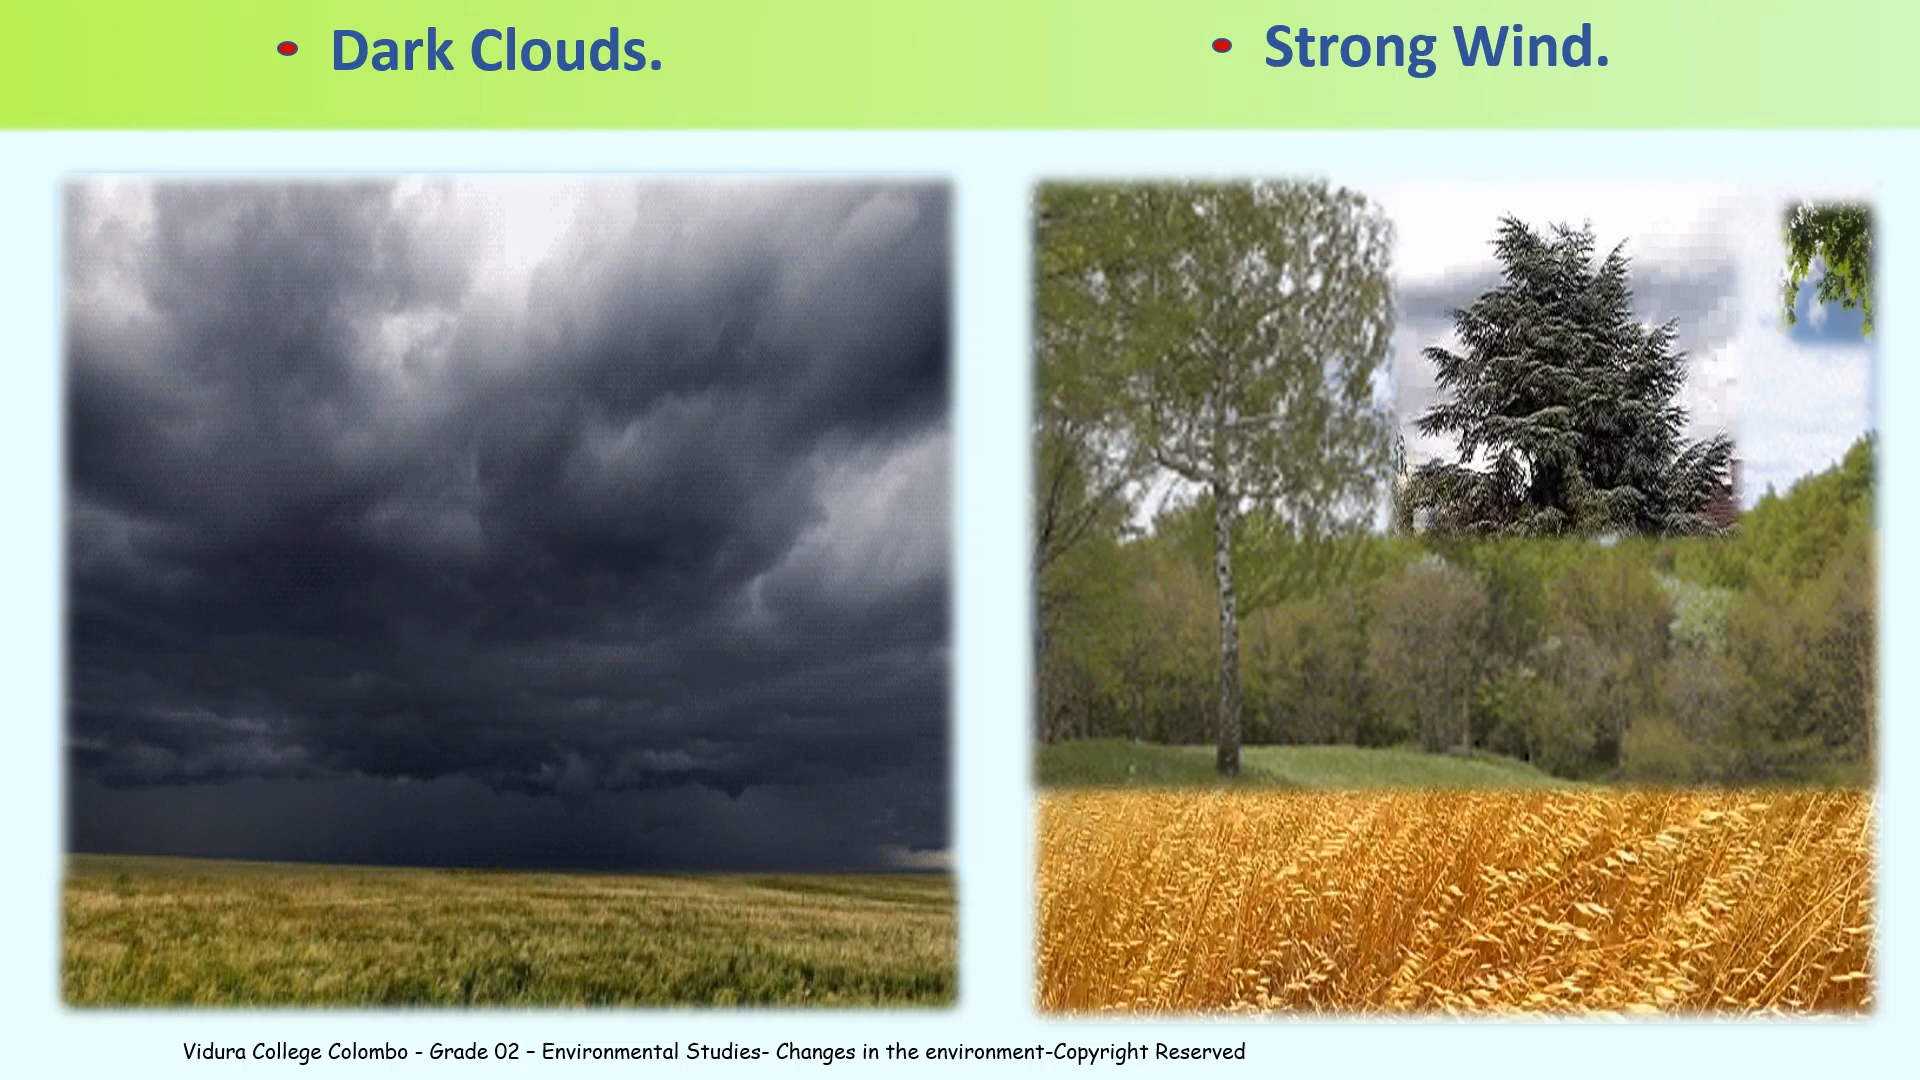 • Dark Clouds.
• Strong Wind.
Vidura College Colombo - Grade 02 – Environmental Studies- Changes in the environment-Copyright Reserved